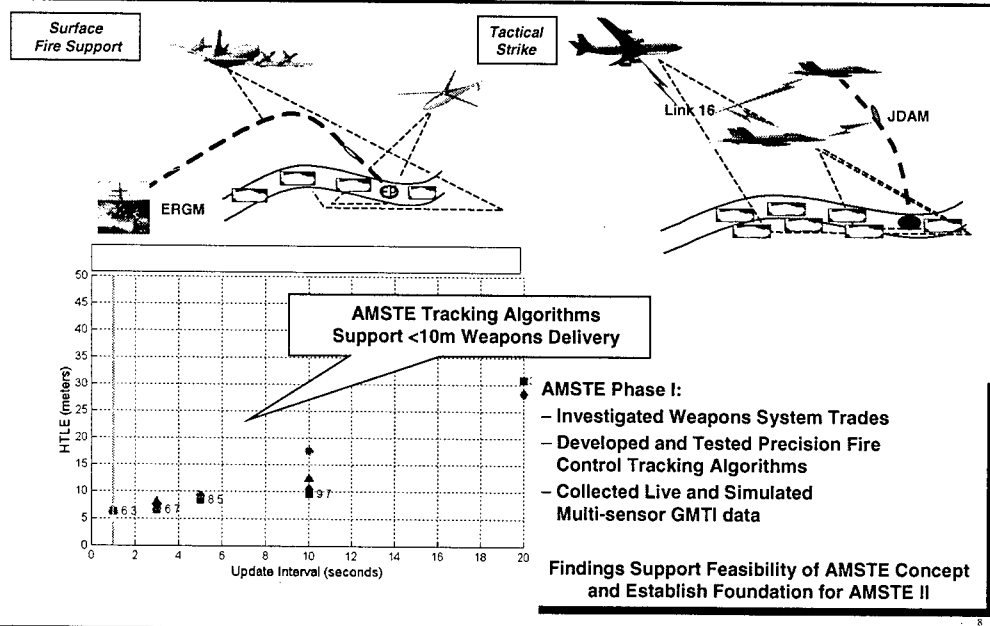 Surface
Fire Support
Tactical
Strike
Link 16
JDAM
ERGM
50
45
40
35
30
25
20
15
10
5
0
HTLE (meters)
6 3
6 7
8 5
9 7
0 2 4 6 8 10 12 14 16 18 20
Update Interval (seconds)
AMSTE Tracking Algorithms
Support <10m Weapons Delivery
AMSTE Phase I:
– Investigated Weapons System Trades
– Developed and Tested Precision Fire
Control Tracking Algorithms
– Collected Live and Simulated
Multi-sensor GMTI data
Findings Support Feasibility of AMSTE Concept
and Establish Foundation for AMSTE II
8